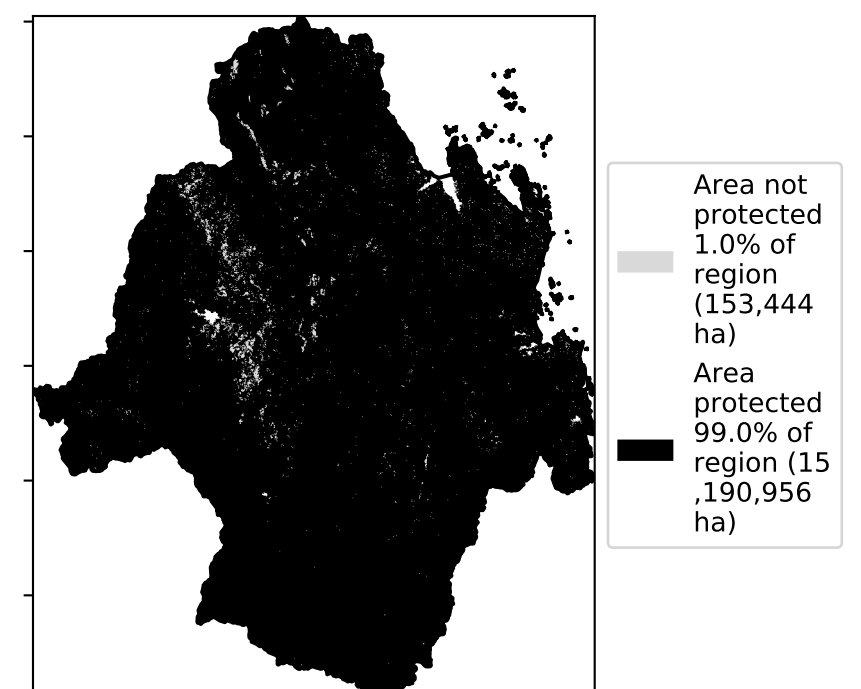 Area not
protected
1.0% of
region
(153,444
ha)
Area
protected
99.0% of
region (15
,190,956
ha)